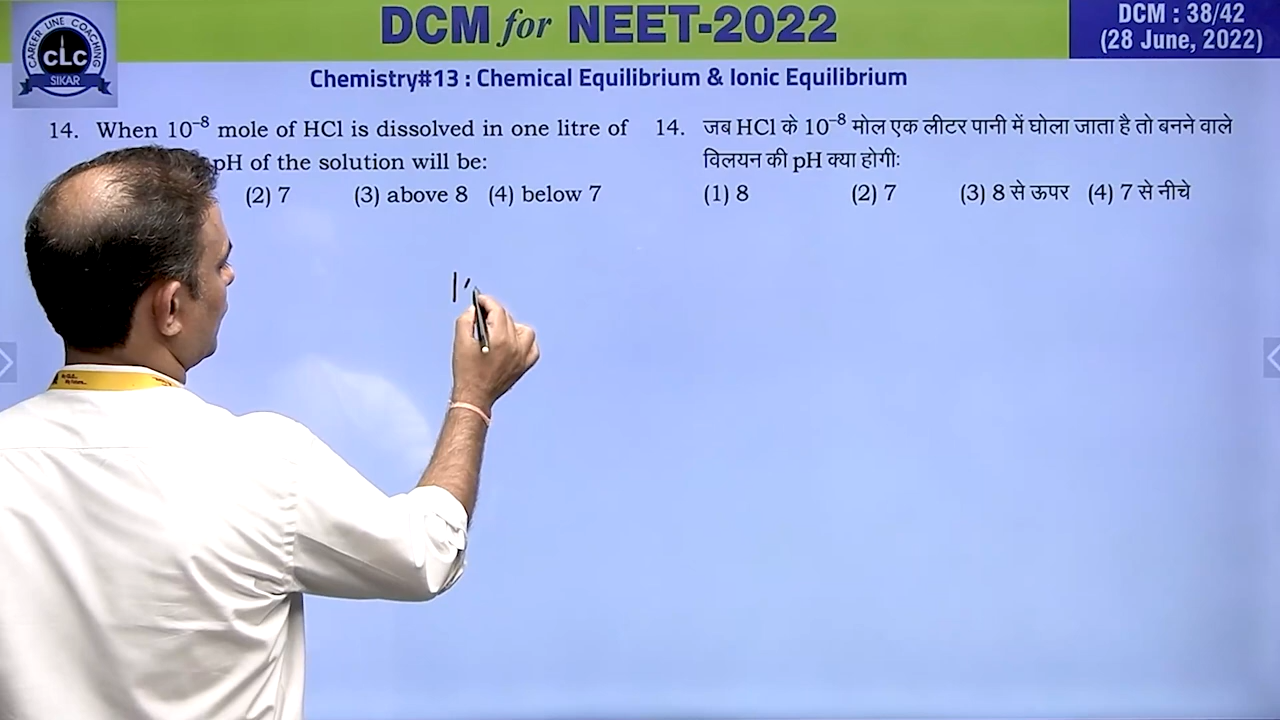 DCM for NEET-2022
DCM : 38/42
(28 June, 2022)
CAREER LINE COACHING
CLC
SIKAR
Chemistry#13 : Chemical Equilibrium & Ionic Equilibrium
14. When 10⁻⁸ mole of HCl is dissolved in one litre of
pH of the solution will be:
(2) 7 (3) above 8 (4) below 7
14. जब HCl के 10⁻⁸ मोल एक लीटर पानी में घोला जाता है तो बनने वाले
विलयन की pH क्या होगीः
(1) 8 (2) 7 (3) 8 से ऊपर (4) 7 से नीचे